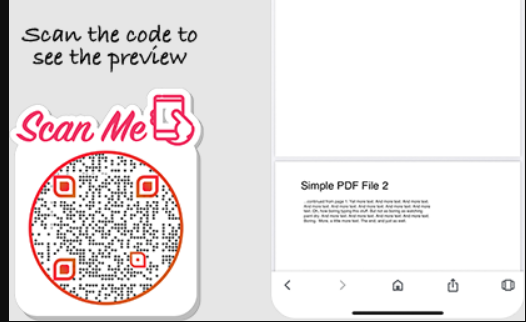 Scan the code to
see the preview
Scan Me
Simple PDF File 2
...continued from page 1. Yet more text. And more text. And more text.
And more text. And more text. And more text. And more text. And more
text. Oh, how boring typing this stuff. But not as boring as watching
paint dry. And more text. And more text. And more text. And more text.
Boring. More, a little more text. The end, and just as well.